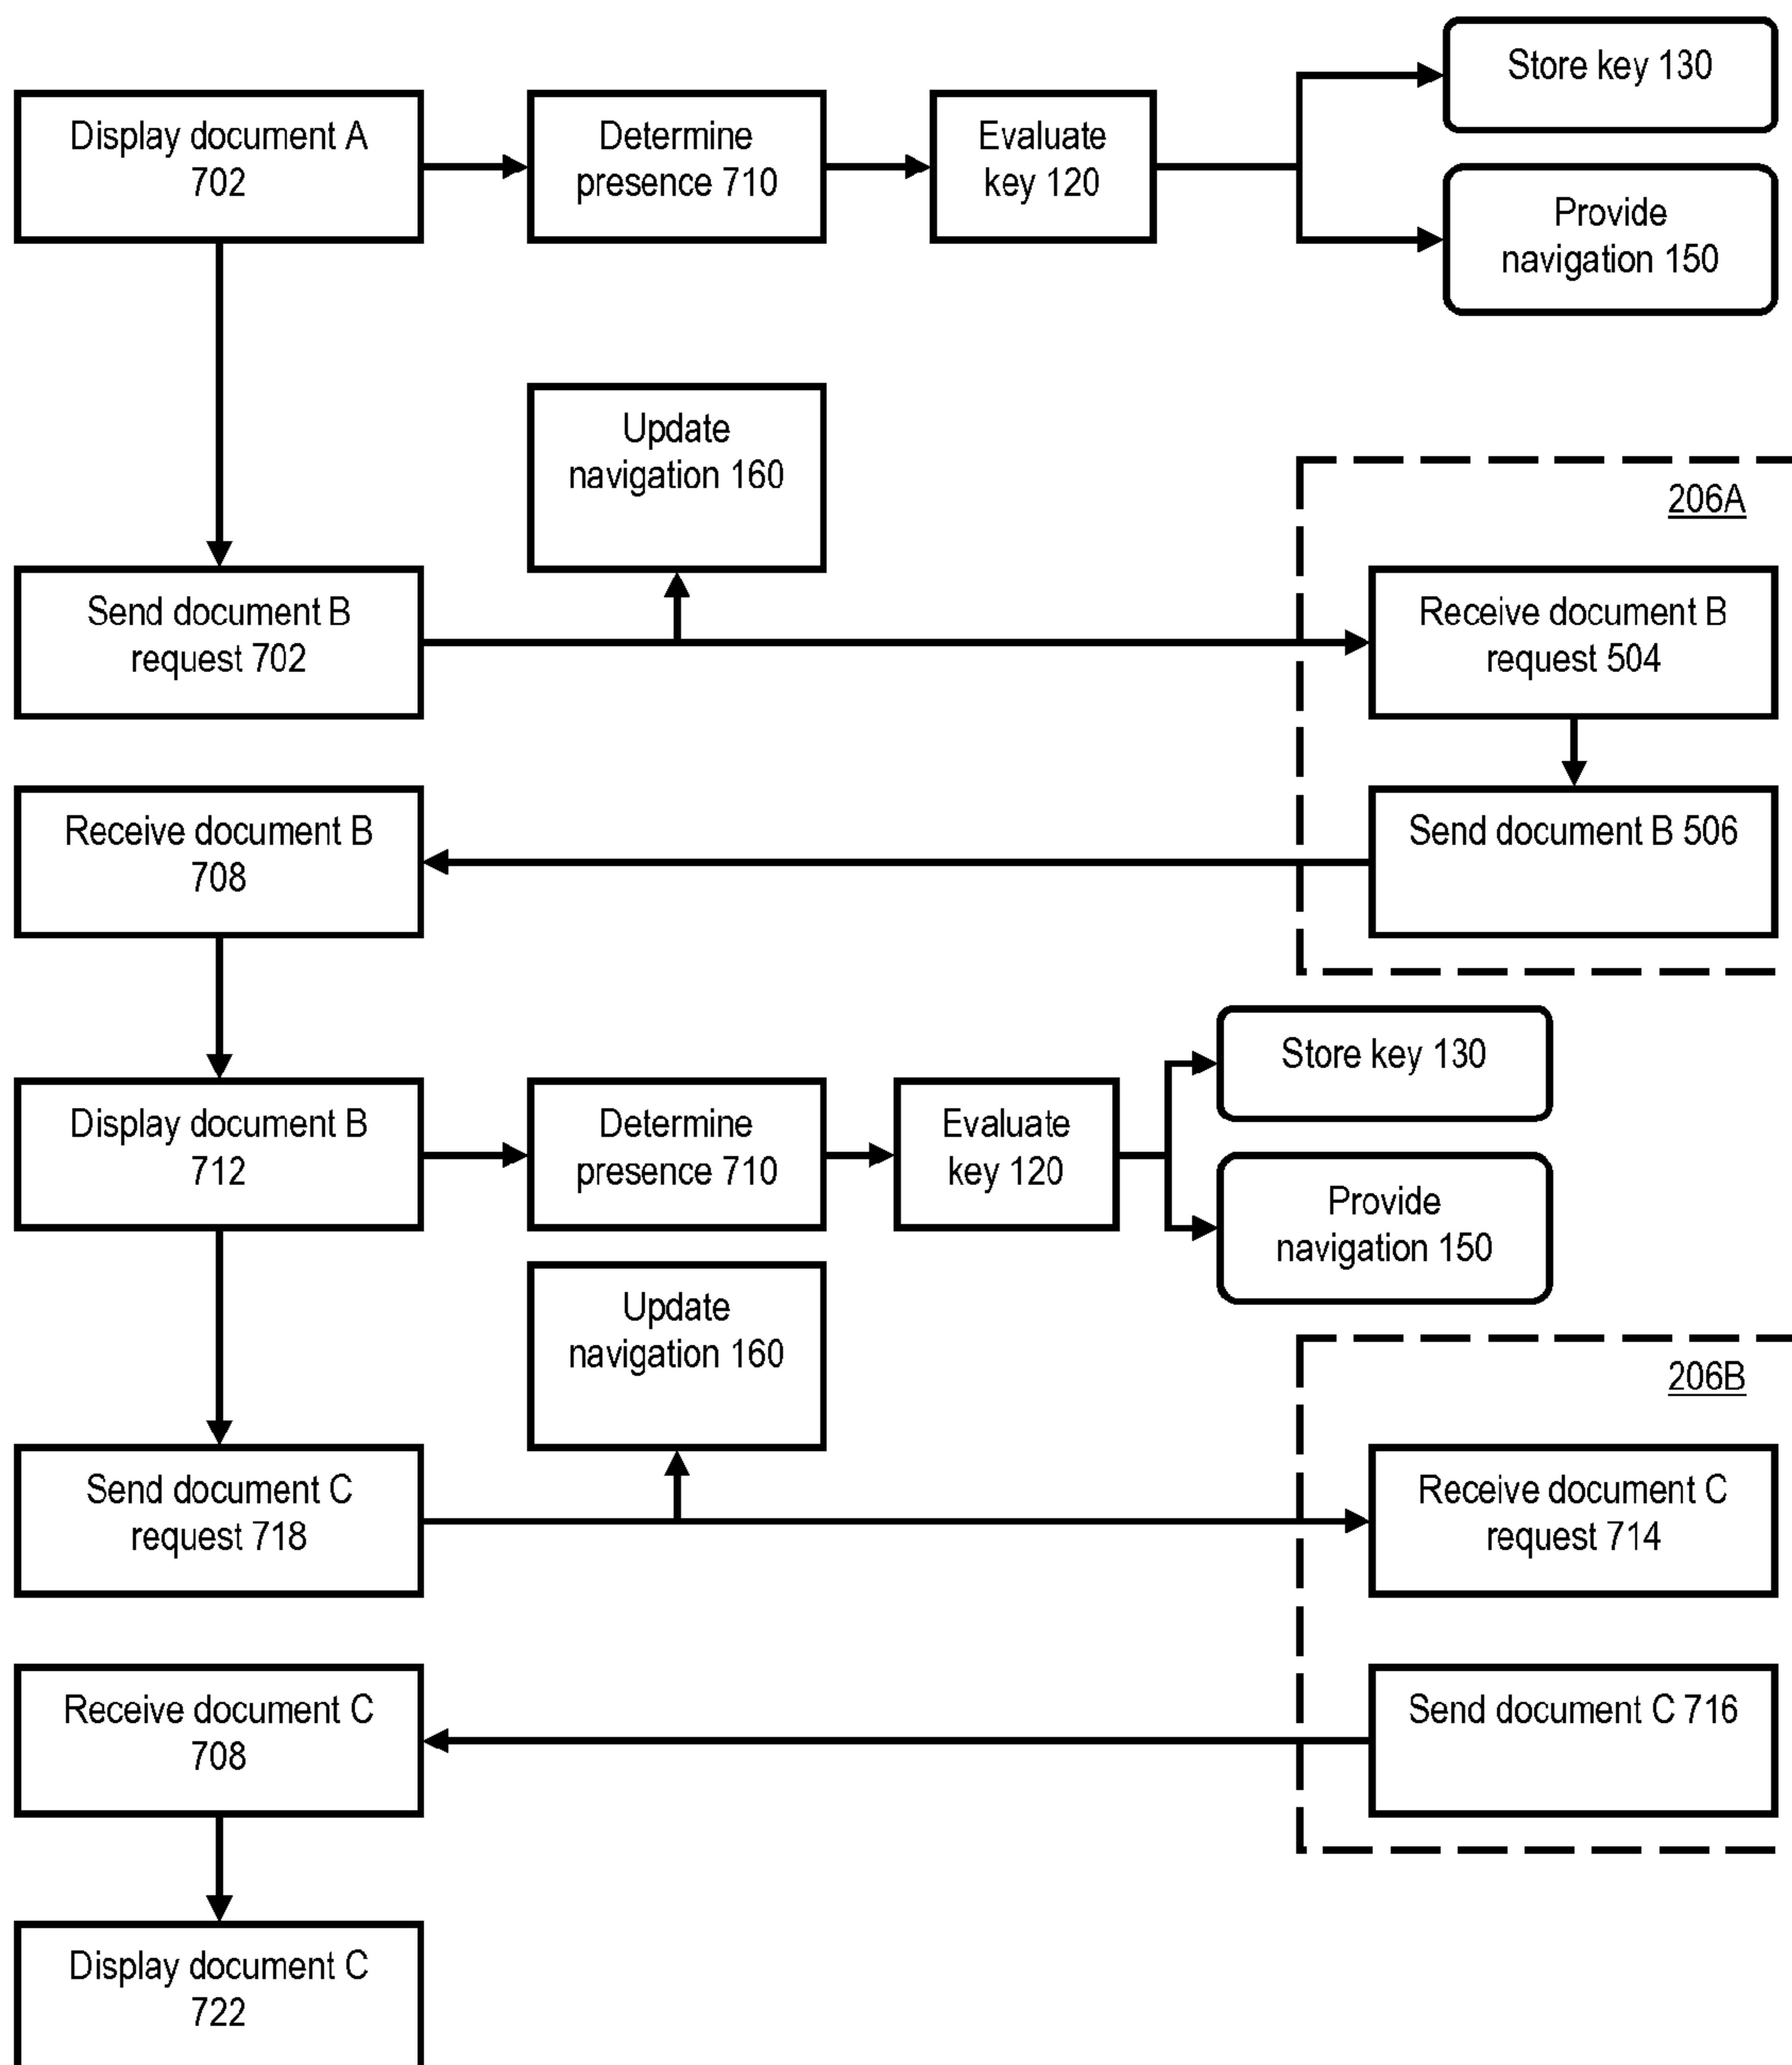 Store key 130
Display document A
702
Determine
presence 710
Evaluate
key 120
Provide
navigation 150
Update
navigation 160
206A
Send document B
request 702
Receive document B
request 504
Receive document B
708
Send document B 506
Store key 130
Display document B
712
Determine
presence 710
Evaluate
key 120
Provide
navigation 150
Update
navigation 160
206B
Send document C
request 718
Receive document C
request 714
Receive document C
708
Send document C 716
Display document C
722